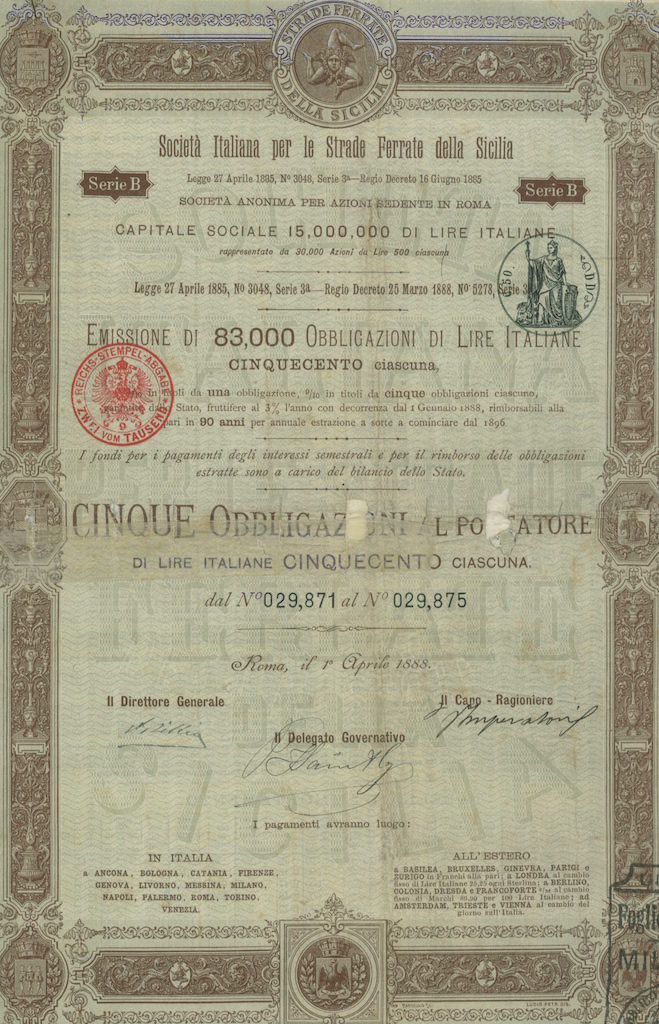 STRADE FERRATE
DELLA SICILIA
Società Italiana per le Strade Ferrate della Sicilia
Legge 27 Aprile 1885, Nº 3048, Serie 3ª—Regio Decreto 16 Giugno 1885
Serie B
Serie B
SOCIETÀ ANONIMA PER AZIONI SEDENTE IN ROMA
CAPITALE SOCIALE 15,000,000 DI LIRE ITALIANE
rappresentato da 30,000 Azioni da Lire 500 ciascuna
Legge 27 Aprile 1885, Nº 3048, Serie 3ª—Regio Decreto 25 Marzo 1888, Nº 5278, Serie 3
EMISSIONE DI 83,000 OBBLIGAZIONI DI LIRE ITALIANE
CINQUECENTO ciascuna,
REICHS-STEMPEL-ABGABE
ZWEI VOM TAUSEND
in titoli da una obbligazione, in titoli da cinque obbligazioni ciascuno,
Stato, fruttifere al 3% l'anno con decorrenza dal 1 Gennaio 1888, rimborsabili alla
pari in 90 anni per annuale estrazione a sorte a cominciare dal 1896
I fondi per i pagamenti degli interessi semestrali e per il rimborso delle obbligazioni
estratte sono a carico del bilancio dello Stato.
CINQUE OBBLIGAZIONI AL PORTATORE
DI LIRE ITALIANE CINQUECENTO CIASCUNA.
dal Nº 029,871 al Nº 029,875
Roma, il 1º Aprile 1888.
Il Direttore Generale
Il Capo - Ragioniere
Il Delegato Governativo
I pagamenti avranno luogo:
IN ITALIA
a ANCONA, BOLOGNA, CATANIA, FIRENZE,
GENOVA, LIVORNO, MESSINA, MILANO,
NAPOLI, PALERMO, ROMA, TORINO,
VENEZIA.
ALL'ESTERO
a BASILEA, BRUXELLES, GINEVRA, PARIGI e
ZURIGO in Franchi alla pari; a LONDRA al cambio
fisso di Lire Italiane 25.25 ogni Sterlina; a BERLINO,
COLONIA, DRESDA e FRANCOFORTE al cambio
fisso di Marchi per 100 Lire Italiane; ad
AMSTERDAM, TRIESTE e VIENNA al cambio del
giorno sull'Italia.